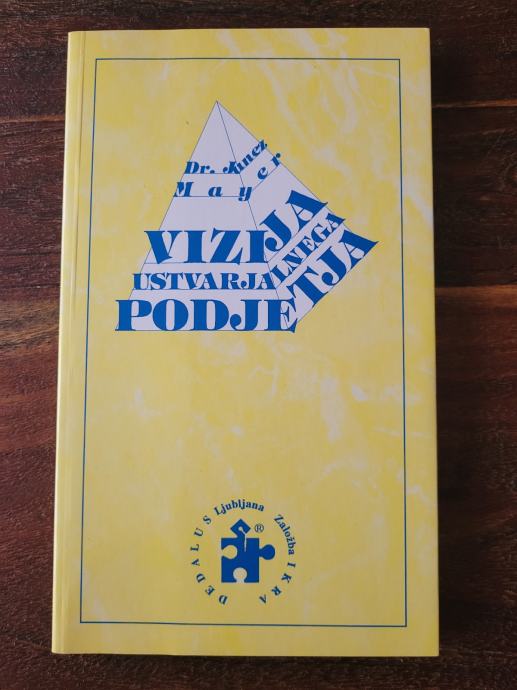 Dr. Janez
Mayer
VIZIJA
USTVARJALNEGA
PODJETJA
DEDALUS Ljubljana Založba IKRA
®